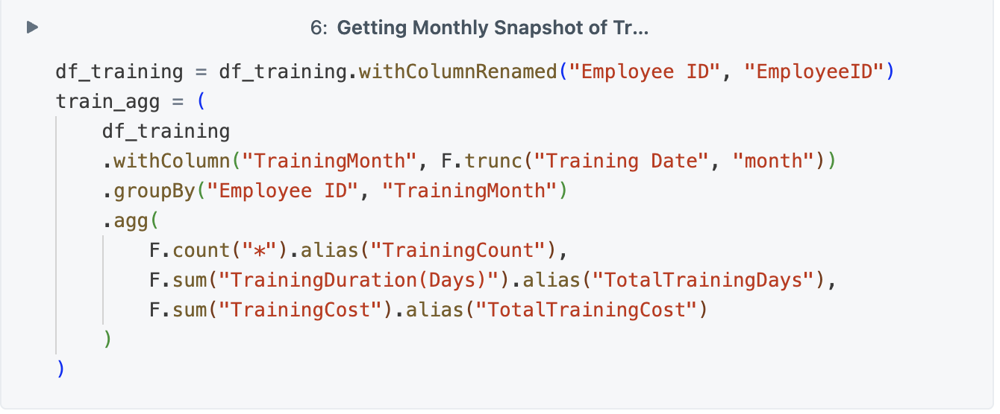 6: Getting Monthly Snapshot of Tr...
df_training = df_training.withColumnRenamed("Employee ID", "EmployeeID")
train_agg = (
    df_training
    .withColumn("TrainingMonth", F.trunc("Training Date", "month"))
    .groupBy("Employee ID", "TrainingMonth")
    .agg(
        F.count("*").alias("TrainingCount"),
        F.sum("TrainingDuration(Days)").alias("TotalTrainingDays"),
        F.sum("TrainingCost").alias("TotalTrainingCost")
    )
)